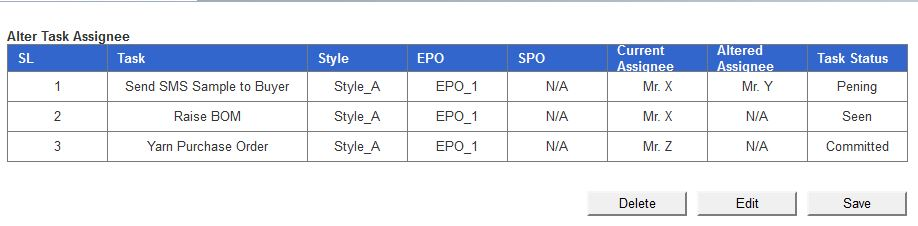 Alter Task Assignee
SL Task Style EPO SPO Current Assignee Altered Assignee Task Status
1 Send SMS Sample to Buyer Style_A EPO_1 N/A Mr. X Mr. Y Pening
2 Raise BOM Style_A EPO_1 N/A Mr. X N/A Seen
3 Yarn Purchase Order Style_A EPO_1 N/A Mr. Z N/A Committed
Delete Edit Save